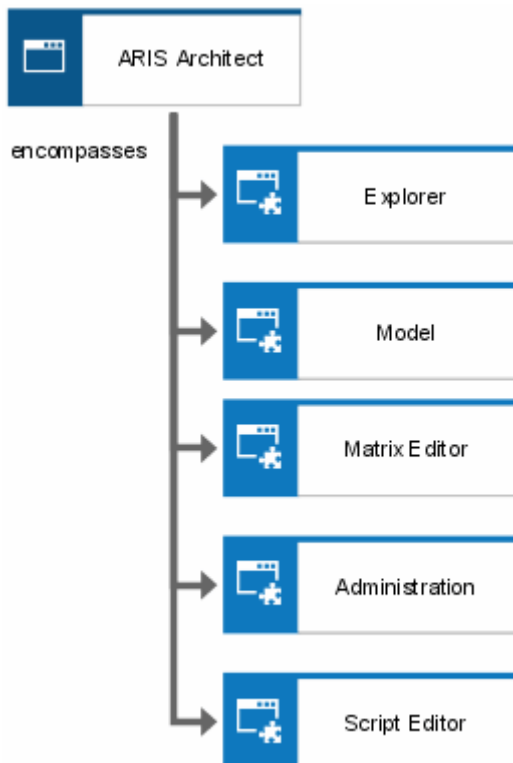 ARIS Architect
encompasses
Explorer
Model
Matrix Editor
Administration
Script Editor